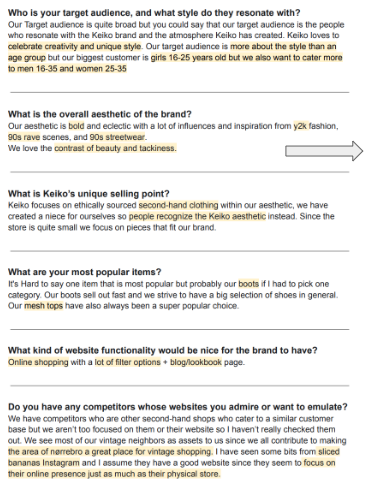 Who is your target audience, and what style do they resonate with?
Our Target audience is quite broad but you could say that our target audience is the people
who resonate with the Keiko brand and the atmosphere Keiko has created. Keiko loves to
celebrate creativity and unique style. Our target audience is more about the style than an
age group but our biggest customer is girls 16-25 years old but we also want to cater more
to men 16-35 and women 25-35
What is the overall aesthetic of the brand?
Our aesthetic is bold and eclectic with a lot of influences and inspiration from y2k fashion,
90s rave scenes, and 90s streetwear.
We love the contrast of beauty and tackiness.
What is Keiko's unique selling point?
Keiko focuses on ethically sourced second-hand clothing within our aesthetic, we have
created a niece for ourselves so people recognize the Keiko aesthetic instead. Since the
store is quite small we focus on pieces that fit our brand.
What are your most popular items?
It's Hard to say one item that is most popular but probably our boots if I had to pick one
category. Our boots sell out fast and we strive to have a big selection of shoes in general.
Our mesh tops have also always been a super popular choice.
What kind of website functionality would be nice for the brand to have?
Online shopping with a lot of filter options + blog/lookbook page.
Do you have any competitors whose websites you admire or want to emulate?
We have competitors who are other second-hand shops who cater to a similar customer
base but we aren't too focused on them or their website so I haven't really checked them
out. We see most of our vintage neighbors as assets to us since we all contribute to making
the area of nørrebro a great place for vintage shopping. I have seen some bits from sliced
bananas Instagram and I assume they have a good website since they seem to focus on
their online presence just as much as their physical store.